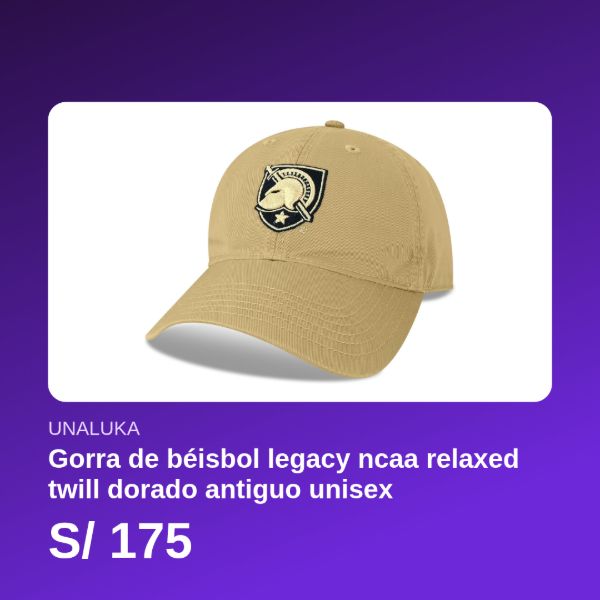 UNALUKA
Gorra de béisbol legacy ncaa relaxed
twill dorado antiguo unisex
S/ 175